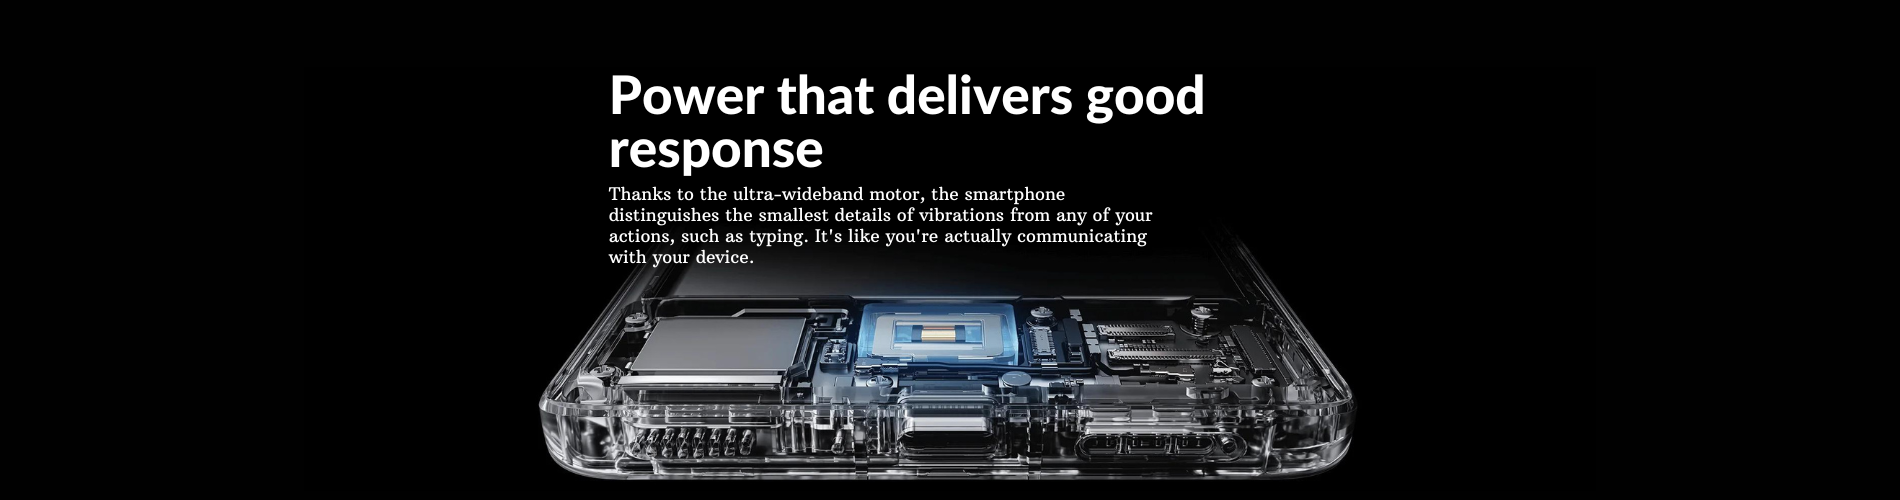 Power that delivers good
response
Thanks to the ultra-wideband motor, the smartphone
distinguishes the smallest details of vibrations from any of your
actions, such as typing. It's like you're actually communicating
with your device.